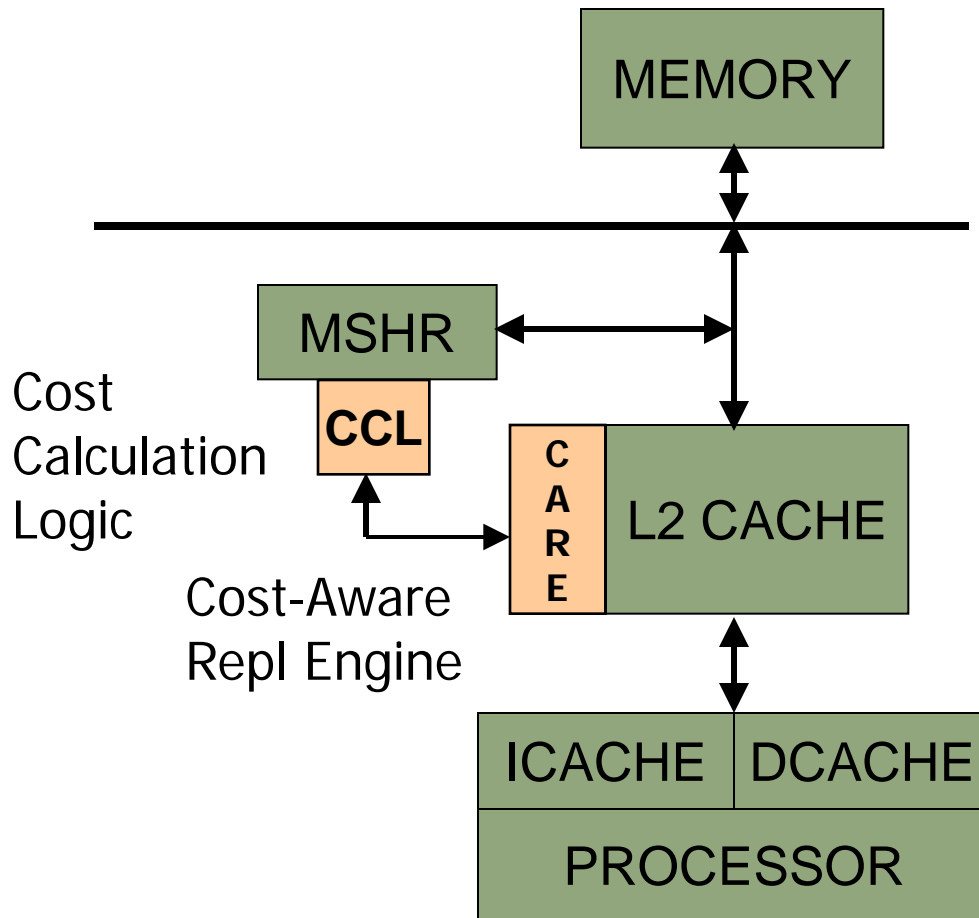 MEMORY
MSHR
Cost
Calculation
Logic
CCL
C
A
R
E
L2 CACHE
Cost-Aware
Repl Engine
ICACHE
DCACHE
PROCESSOR